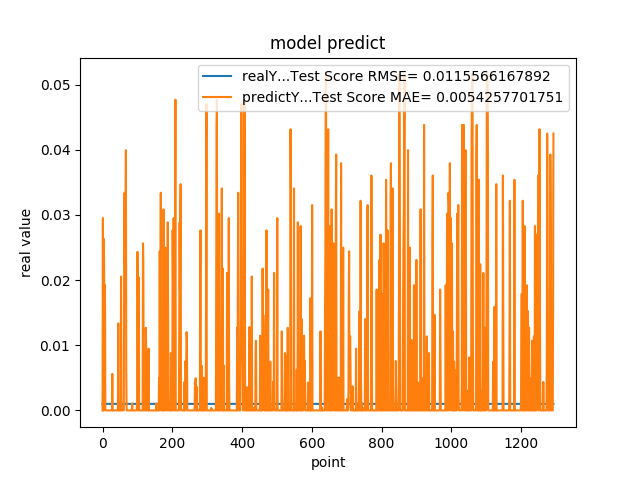 model predict
realY...Test Score RMSE= 0.0115566167892
predictY...Test Score MAE= 0.0054257701751
0.05
0.04
0.03
0.02
0.01
0.00
real value
0 200 400 600 800 1000 1200
point